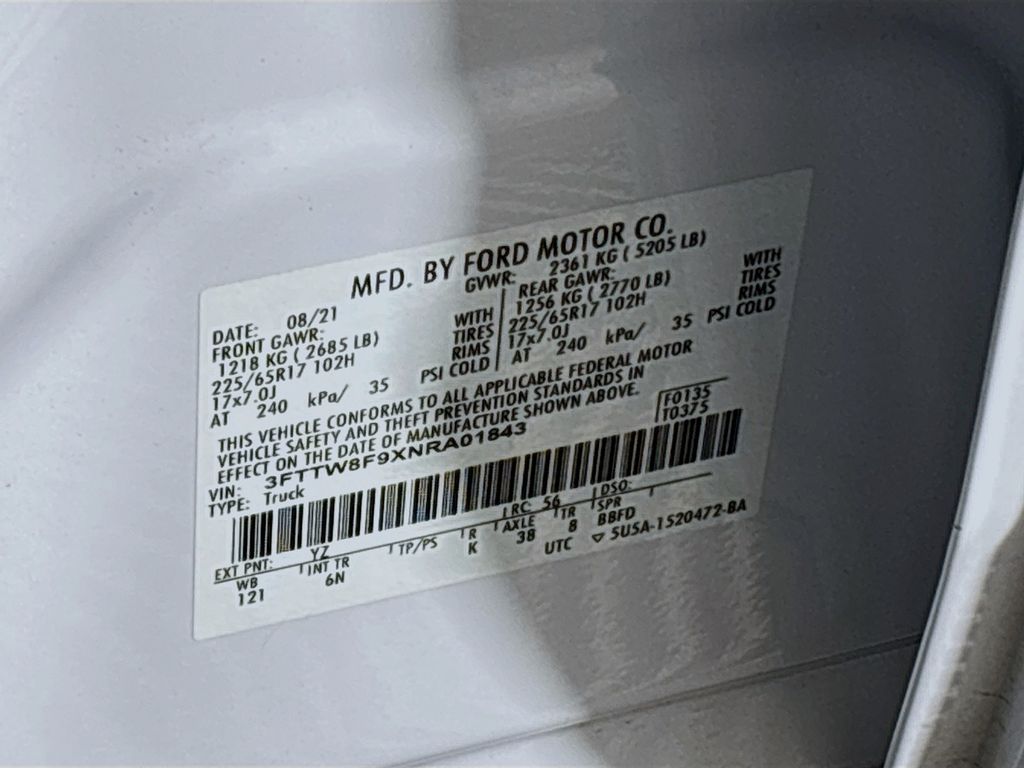 MFD. BY FORD MOTOR CO.
DATE: 08/21
GVWR: 2361 KG ( 5205 LB)
FRONT GAWR:
1218 KG ( 2685 LB) WITH
225/65R17 102H TIRES
17x7.0J RIMS
AT 240 kPa/ 35 PSI COLD
REAR GAWR:
1256 KG ( 2770 LB) WITH
225/65R17 102H TIRES
17x7.0J RIMS
AT 240 kPa/ 35 PSI COLD
THIS VEHICLE CONFORMS TO ALL APPLICABLE FEDERAL MOTOR
VEHICLE SAFETY AND THEFT PREVENTION STANDARDS IN
EFFECT ON THE DATE OF MANUFACTURE SHOWN ABOVE.
VIN: 3FTTW8F9XNRA01843
TYPE: Truck
F0135
T0375
EXT PNT: YZ RC: 56 DSO:
WB INT TR TP/PS R AXLE TR SPR
121 6N K 38 8 BBFD
UTC ▽ 5U5A-1520472-BA